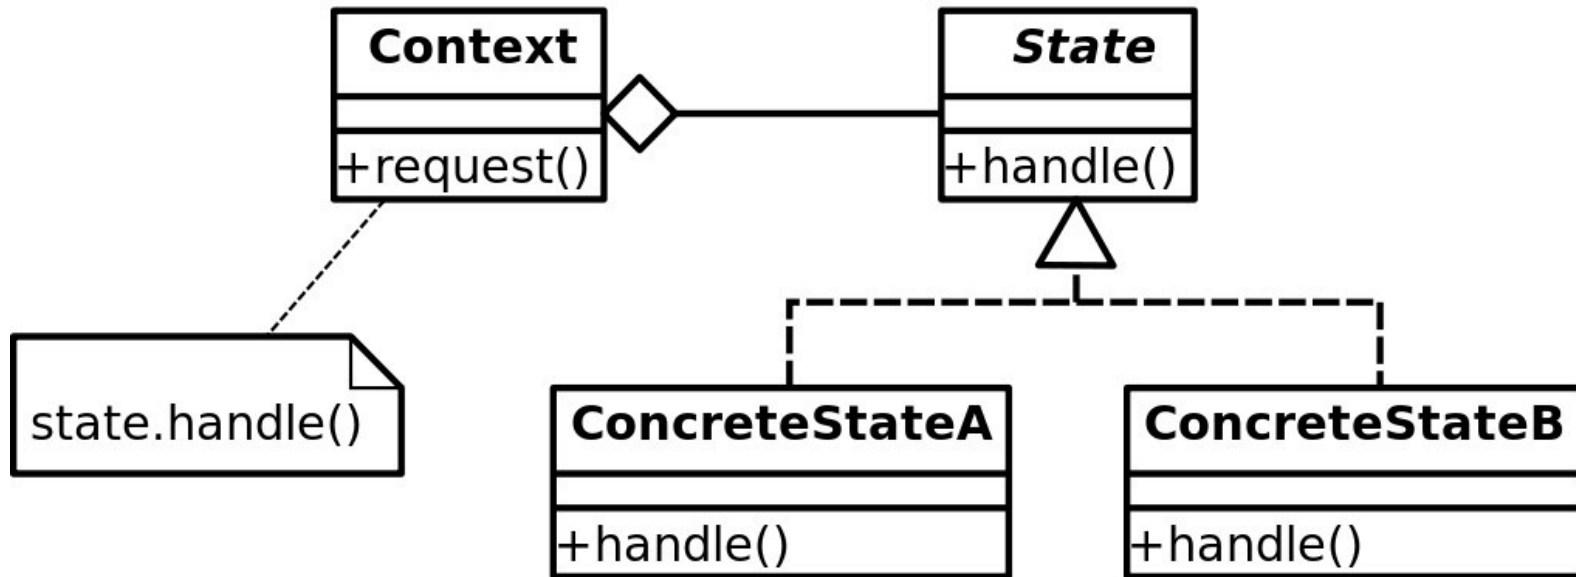 Context
+request()
State
+handle()
state.handle()
ConcreteStateA
+handle()
ConcreteStateB
+handle()